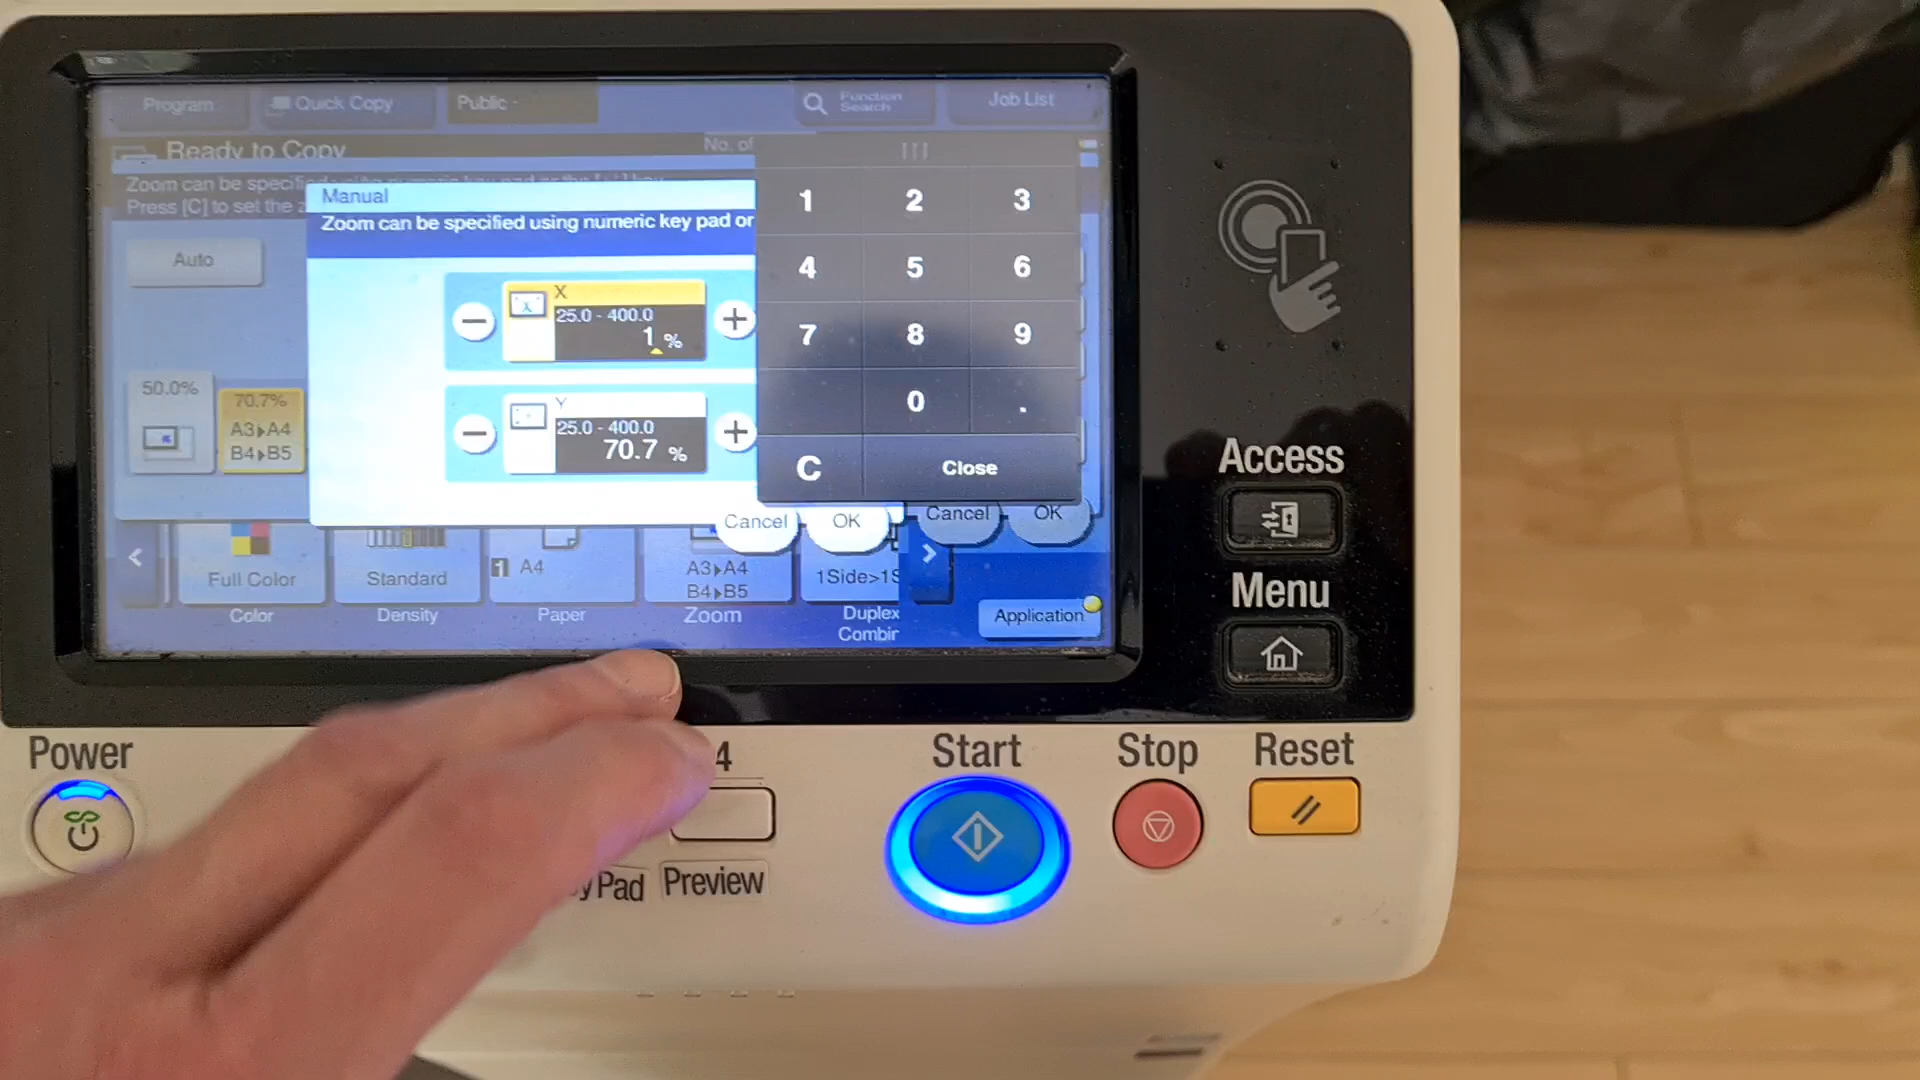 Program Quick Copy Public - Function Search Job List
Ready to Copy No. of
Zoom can be specified
Press [C] to set the z
Manual
Zoom can be specified using numeric key pad or
Auto
X
25.0 - 400.0
1 %
Y
25.0 - 400.0
70.7 %
1 2 3
4 5 6
7 8 9
0 .
C Close
50.0%
70.7%
A3▸A4
B4▸B5
Cancel OK Cancel OK
Full Color
Color
Standard
Density
1 A4
Paper
A3▸A4
B4▸B5
Zoom
1Side>1S
Duplex
Combin
Application
Access
Menu
Power
4
Start
Stop
Reset
y Pad
Preview